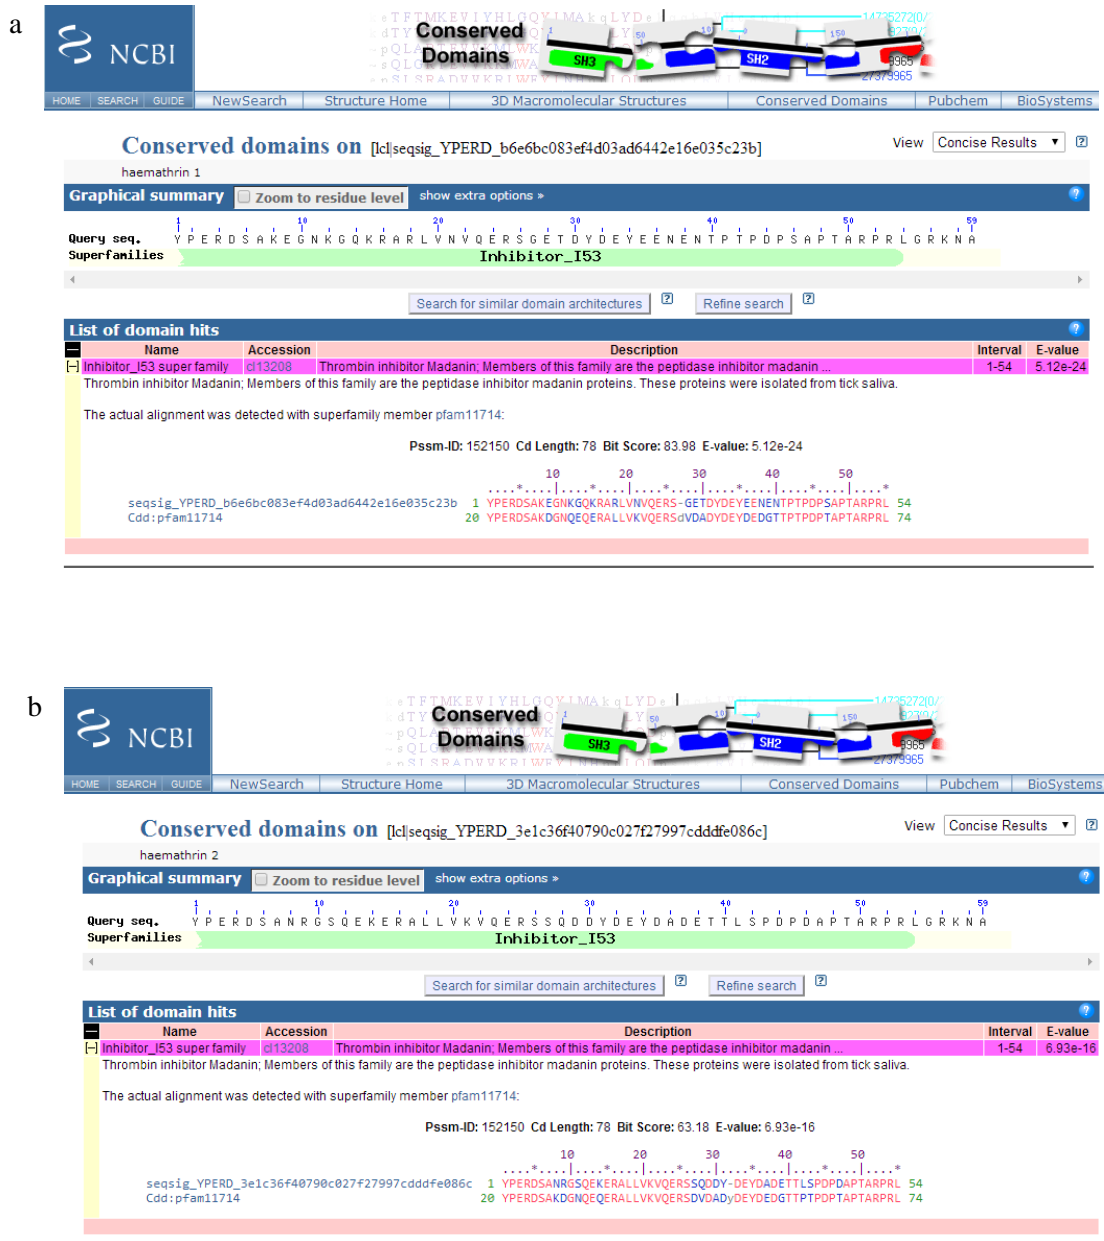 a
NCBI
Conserved
Domains
SH3
SH2
HOME SEARCH GUIDE NewSearch Structure Home 3D Macromolecular Structures Conserved Domains Pubchem BioSystems
Conserved domains on [lcl|seqsig_YPERD_b6e6bc083ef4d03ad6442e16e035c23b] View Concise Results
haemathrin 1
Graphical summary Zoom to residue level show extra options »
1 10 20 30 40 50 59
Query seq. Y P E R D S A K E G N K G Q K R A R L V N V Q E R S G E T D Y D E Y E E N E N T P T P D P S A P T A R P R L G R K N A
Superfamilies Inhibitor_I53
Search for similar domain architectures Refine search
List of domain hits
Name Accession Description Interval E-value
[-] Inhibitor_I53 super family cl13208 Thrombin inhibitor Madanin; Members of this family are the peptidase inhibitor madanin ... 1-54 5.12e-24
Thrombin inhibitor Madanin; Members of this family are the peptidase inhibitor madanin proteins. These proteins were isolated from tick saliva.
The actual alignment was detected with superfamily member pfam11714:
Pssm-ID: 152150 Cd Length: 78 Bit Score: 83.98 E-value: 5.12e-24
10 20 30 40 50
....*....|....*....|....*....|....*....|....*....|....*
seqsig_YPERD_b6e6bc083ef4d03ad6442e16e035c23b 1 YPERDSAKEGNKGQKRARLVNVQERS-GETDYDEYEENENTPTPDPSAPTARPRL 54
Cdd:pfam11714 20 YPERDSAKDGNQEQERALLVKVQERSdVDADYDEYDEDGTTPTPDPTAPTARPRL 74
b
NCBI
Conserved
Domains
SH3
SH2
HOME SEARCH GUIDE NewSearch Structure Home 3D Macromolecular Structures Conserved Domains Pubchem BioSystems
Conserved domains on [lcl|seqsig_YPERD_3e1c36f40790c027f27997cdddfe086c] View Concise Results
haemathrin 2
Graphical summary Zoom to residue level show extra options »
1 10 20 30 40 50 59
Query seq. Y P E R D S A N R G S Q E K E R A L L V K V Q E R S S Q D D Y D E Y D A D E T T L S P D P D A P T A R P R L G R K N A
Superfamilies Inhibitor_I53
Search for similar domain architectures Refine search
List of domain hits
Name Accession Description Interval E-value
[-] Inhibitor_I53 super family cl13208 Thrombin inhibitor Madanin; Members of this family are the peptidase inhibitor madanin ... 1-54 6.93e-16
Thrombin inhibitor Madanin; Members of this family are the peptidase inhibitor madanin proteins. These proteins were isolated from tick saliva.
The actual alignment was detected with superfamily member pfam11714:
Pssm-ID: 152150 Cd Length: 78 Bit Score: 63.18 E-value: 6.93e-16
10 20 30 40 50
....*....|....*....|....*....|....*....|....*....|....*
seqsig_YPERD_3e1c36f40790c027f27997cdddfe086c 1 YPERDSANRGSQEKERALLVKVQERSSQDDY-DEYDADETTLSPDPDAPTARPRL 54
Cdd:pfam11714 20 YPERDSAKDGNQEQERALLVKVQERSDVDADyDEYDEDGTTPTPDPTAPTARPRL 74